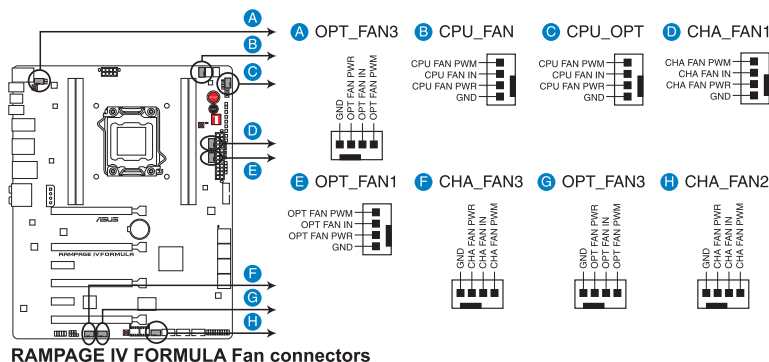 A
B
C
D
E
F
G
H
ASUS
RAMPAGE IV FORMULA
A OPT_FAN3
GND
OPT FAN PWR
OPT FAN IN
OPT FAN PWM
B CPU_FAN
CPU FAN PWM
CPU FAN IN
CPU FAN PWR
GND
C CPU_OPT
CPU FAN PWM
CPU FAN IN
CPU FAN PWR
GND
D CHA_FAN1
CHA FAN PWM
CHA FAN IN
CHA FAN PWR
GND
E OPT_FAN1
OPT FAN PWM
OPT FAN IN
OPT FAN PWR
GND
F CHA_FAN3
GND
CHA FAN PWR
CHA FAN IN
CHA FAN PWM
G OPT_FAN3
GND
OPT FAN PWR
OPT FAN IN
OPT FAN PWM
H CHA_FAN2
GND
CHA FAN PWR
CHA FAN IN
CHA FAN PWM
RAMPAGE IV FORMULA Fan connectors